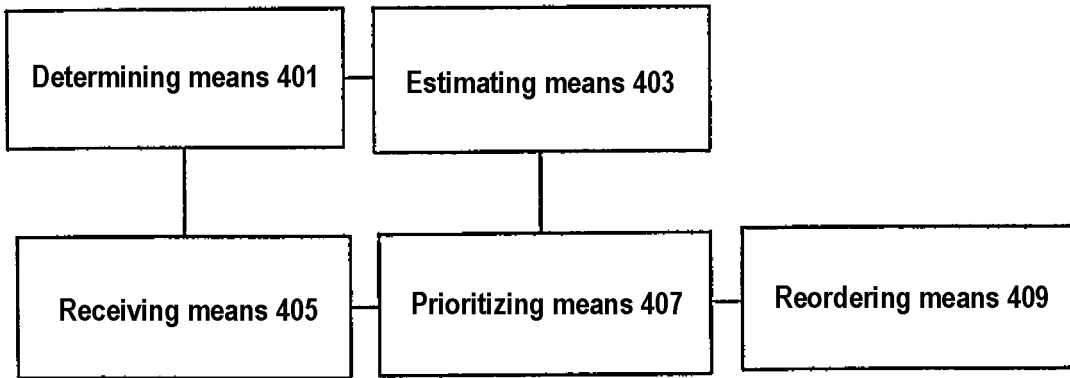 Determining means 401
Estimating means 403
Receiving means 405
Prioritizing means 407
Reordering means 409